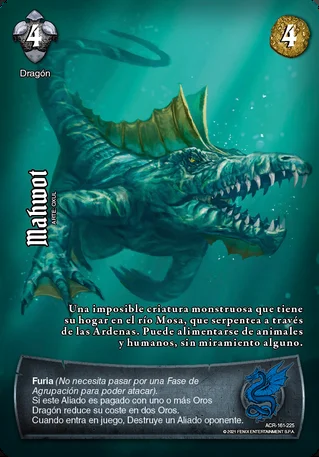 4
4
Dragón
Mahwot
ARTE: OXUL
Una imposible criatura monstruosa que tiene
su hogar en el río Mosa, que serpentea a través
de las Ardenas. Puede alimentarse de animales
y humanos, sin miramiento alguno.
Furia (No necesita pasar por una Fase de
Agrupación para poder atacar).
Si este Aliado es pagado con uno o más Oros
Dragón reduce su coste en dos Oros.
Cuando entra en juego, Destruye un Aliado oponente.
ACR-161-225
© 2021 FENIX ENTERTAINMENT S.P.A.